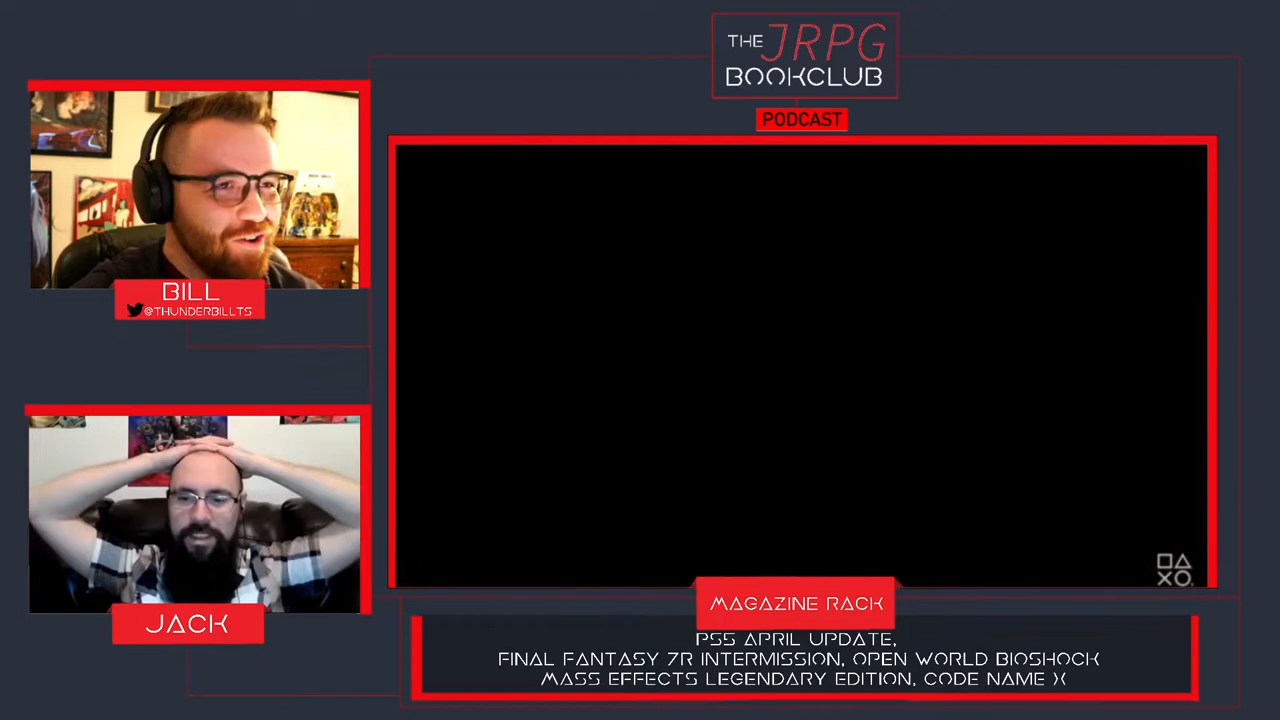 THE JRPG
BOOKCLUB
PODCAST
BILL
@THUNDERBILLTS
JACK
MAGAZINE RACK
PS5 APRIL UPDATE,
FINAL FANTASY 7R INTERMISSION, OPEN WORLD BIOSHOCK
MASS EFFECTS LEGENDARY EDITION, CODE NAME X